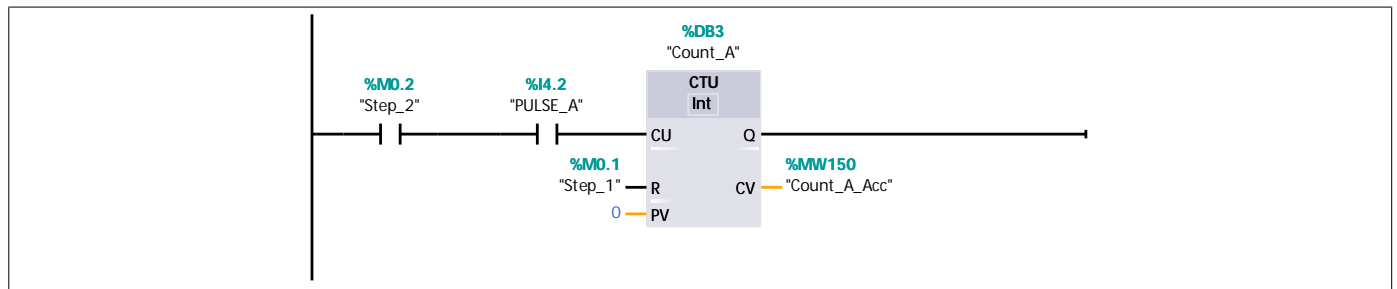 %DB3
"Count_A"
%M0.2
"Step_2"
%I4.2
"PULSE_A"
CTU
Int
CU
Q
%M0.1
"Step_1"
R
CV
%MW150
"Count_A_Acc"
0
PV